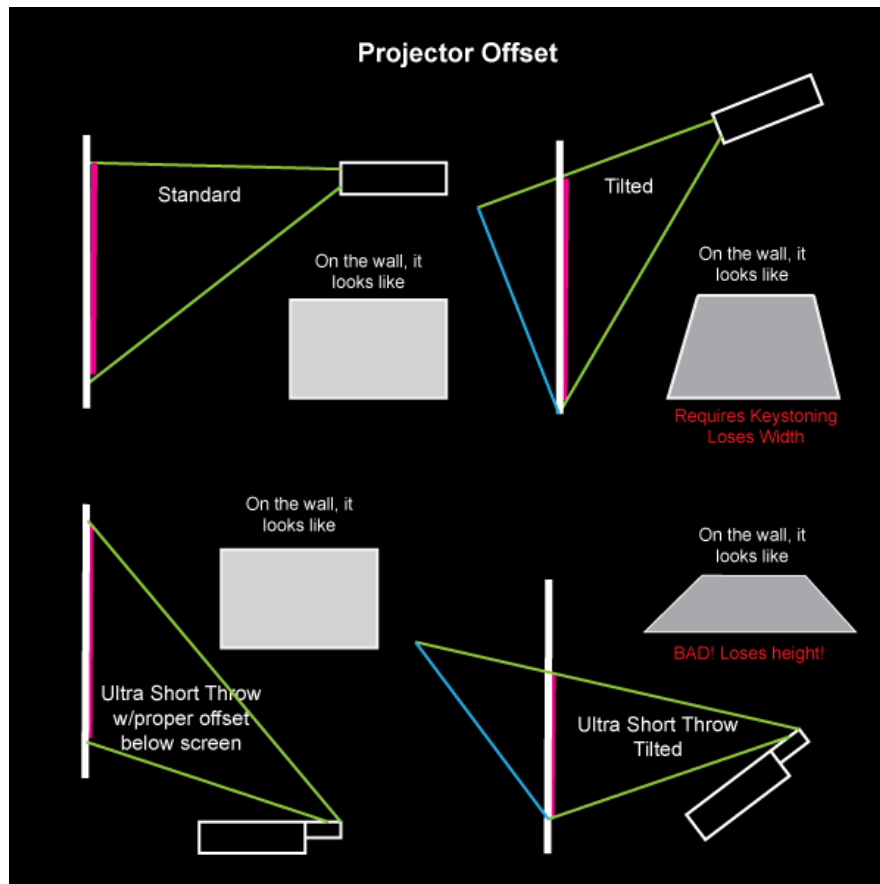 Projector Offset
Standard
On the wall, it
looks like
Tilted
On the wall, it
looks like
Requires Keystoning
Loses Width
On the wall, it
looks like
Ultra Short Throw
w/proper offset
below screen
On the wall, it
looks like
BAD! Loses height!
Ultra Short Throw
Tilted